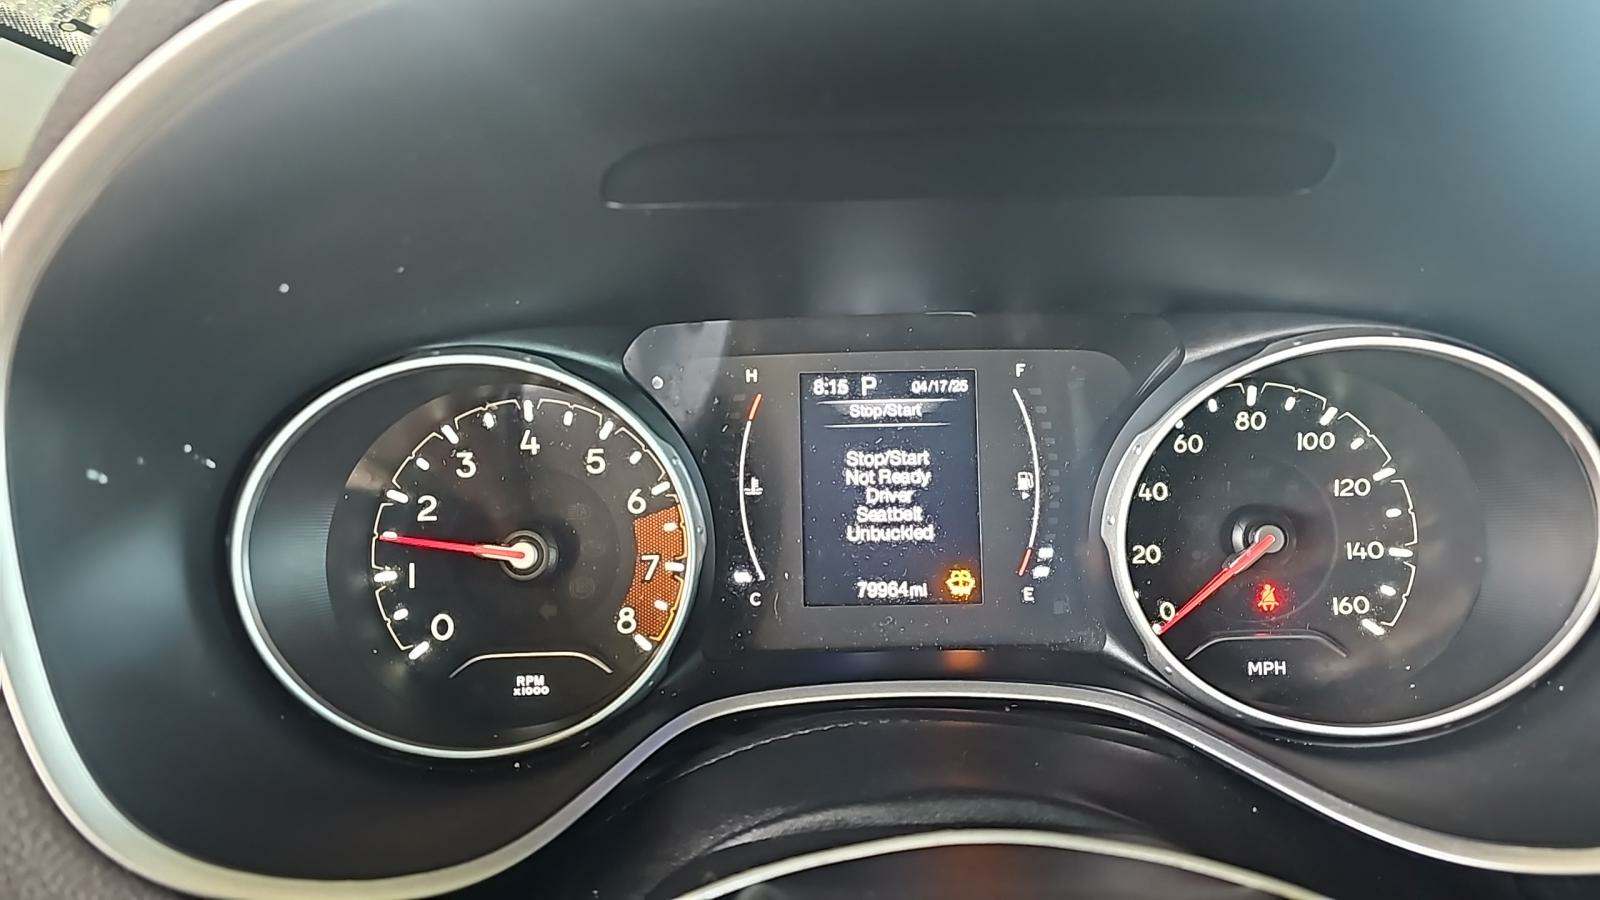 0
1
2
3
4
5
6
7
8
RPM
x1000
H
C
8:15 P 04/17/25
Stop/Start
Stop/Start
Not Ready
Driver
Seatbelt
Unbuckled
79964mi
F
E
0
20
40
60
80
100
120
140
160
MPH